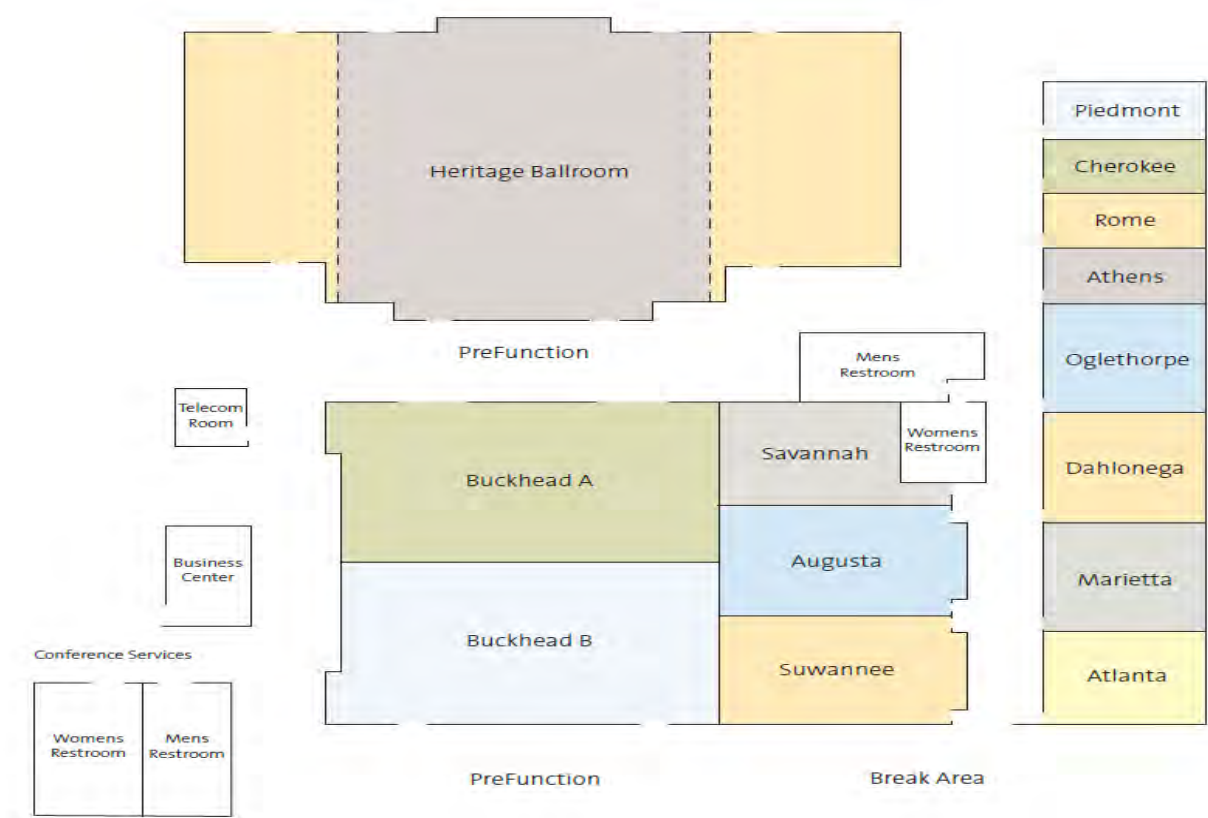 Piedmont
Cherokee
Heritage Ballroom
Rome
Athens
PreFunction
Mens
Restroom
Oglethorpe
Telecom
Room
Womens
Restroom
Savannah
Dahlonega
Buckhead A
Augusta
Business
Center
Marietta
Buckhead B
Conference Services
Suwannee
Atlanta
Womens
Restroom
Mens
Restroom
PreFunction
Break Area